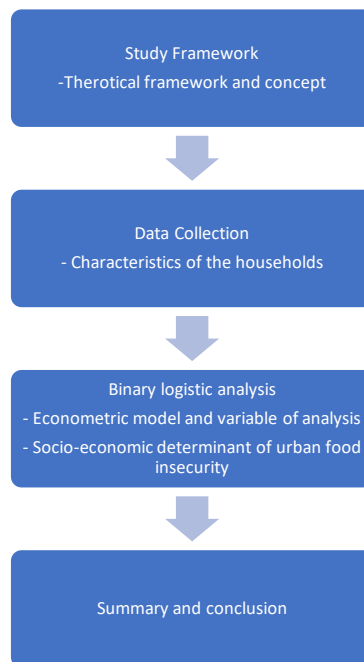 Study Framework
-Therotical framework and concept
Data Collection
- Characteristics of the households
Binary logistic analysis
- Econometric model and variable of analysis
- Socio-economic determinant of urban food
insecurity
Summary and conclusion